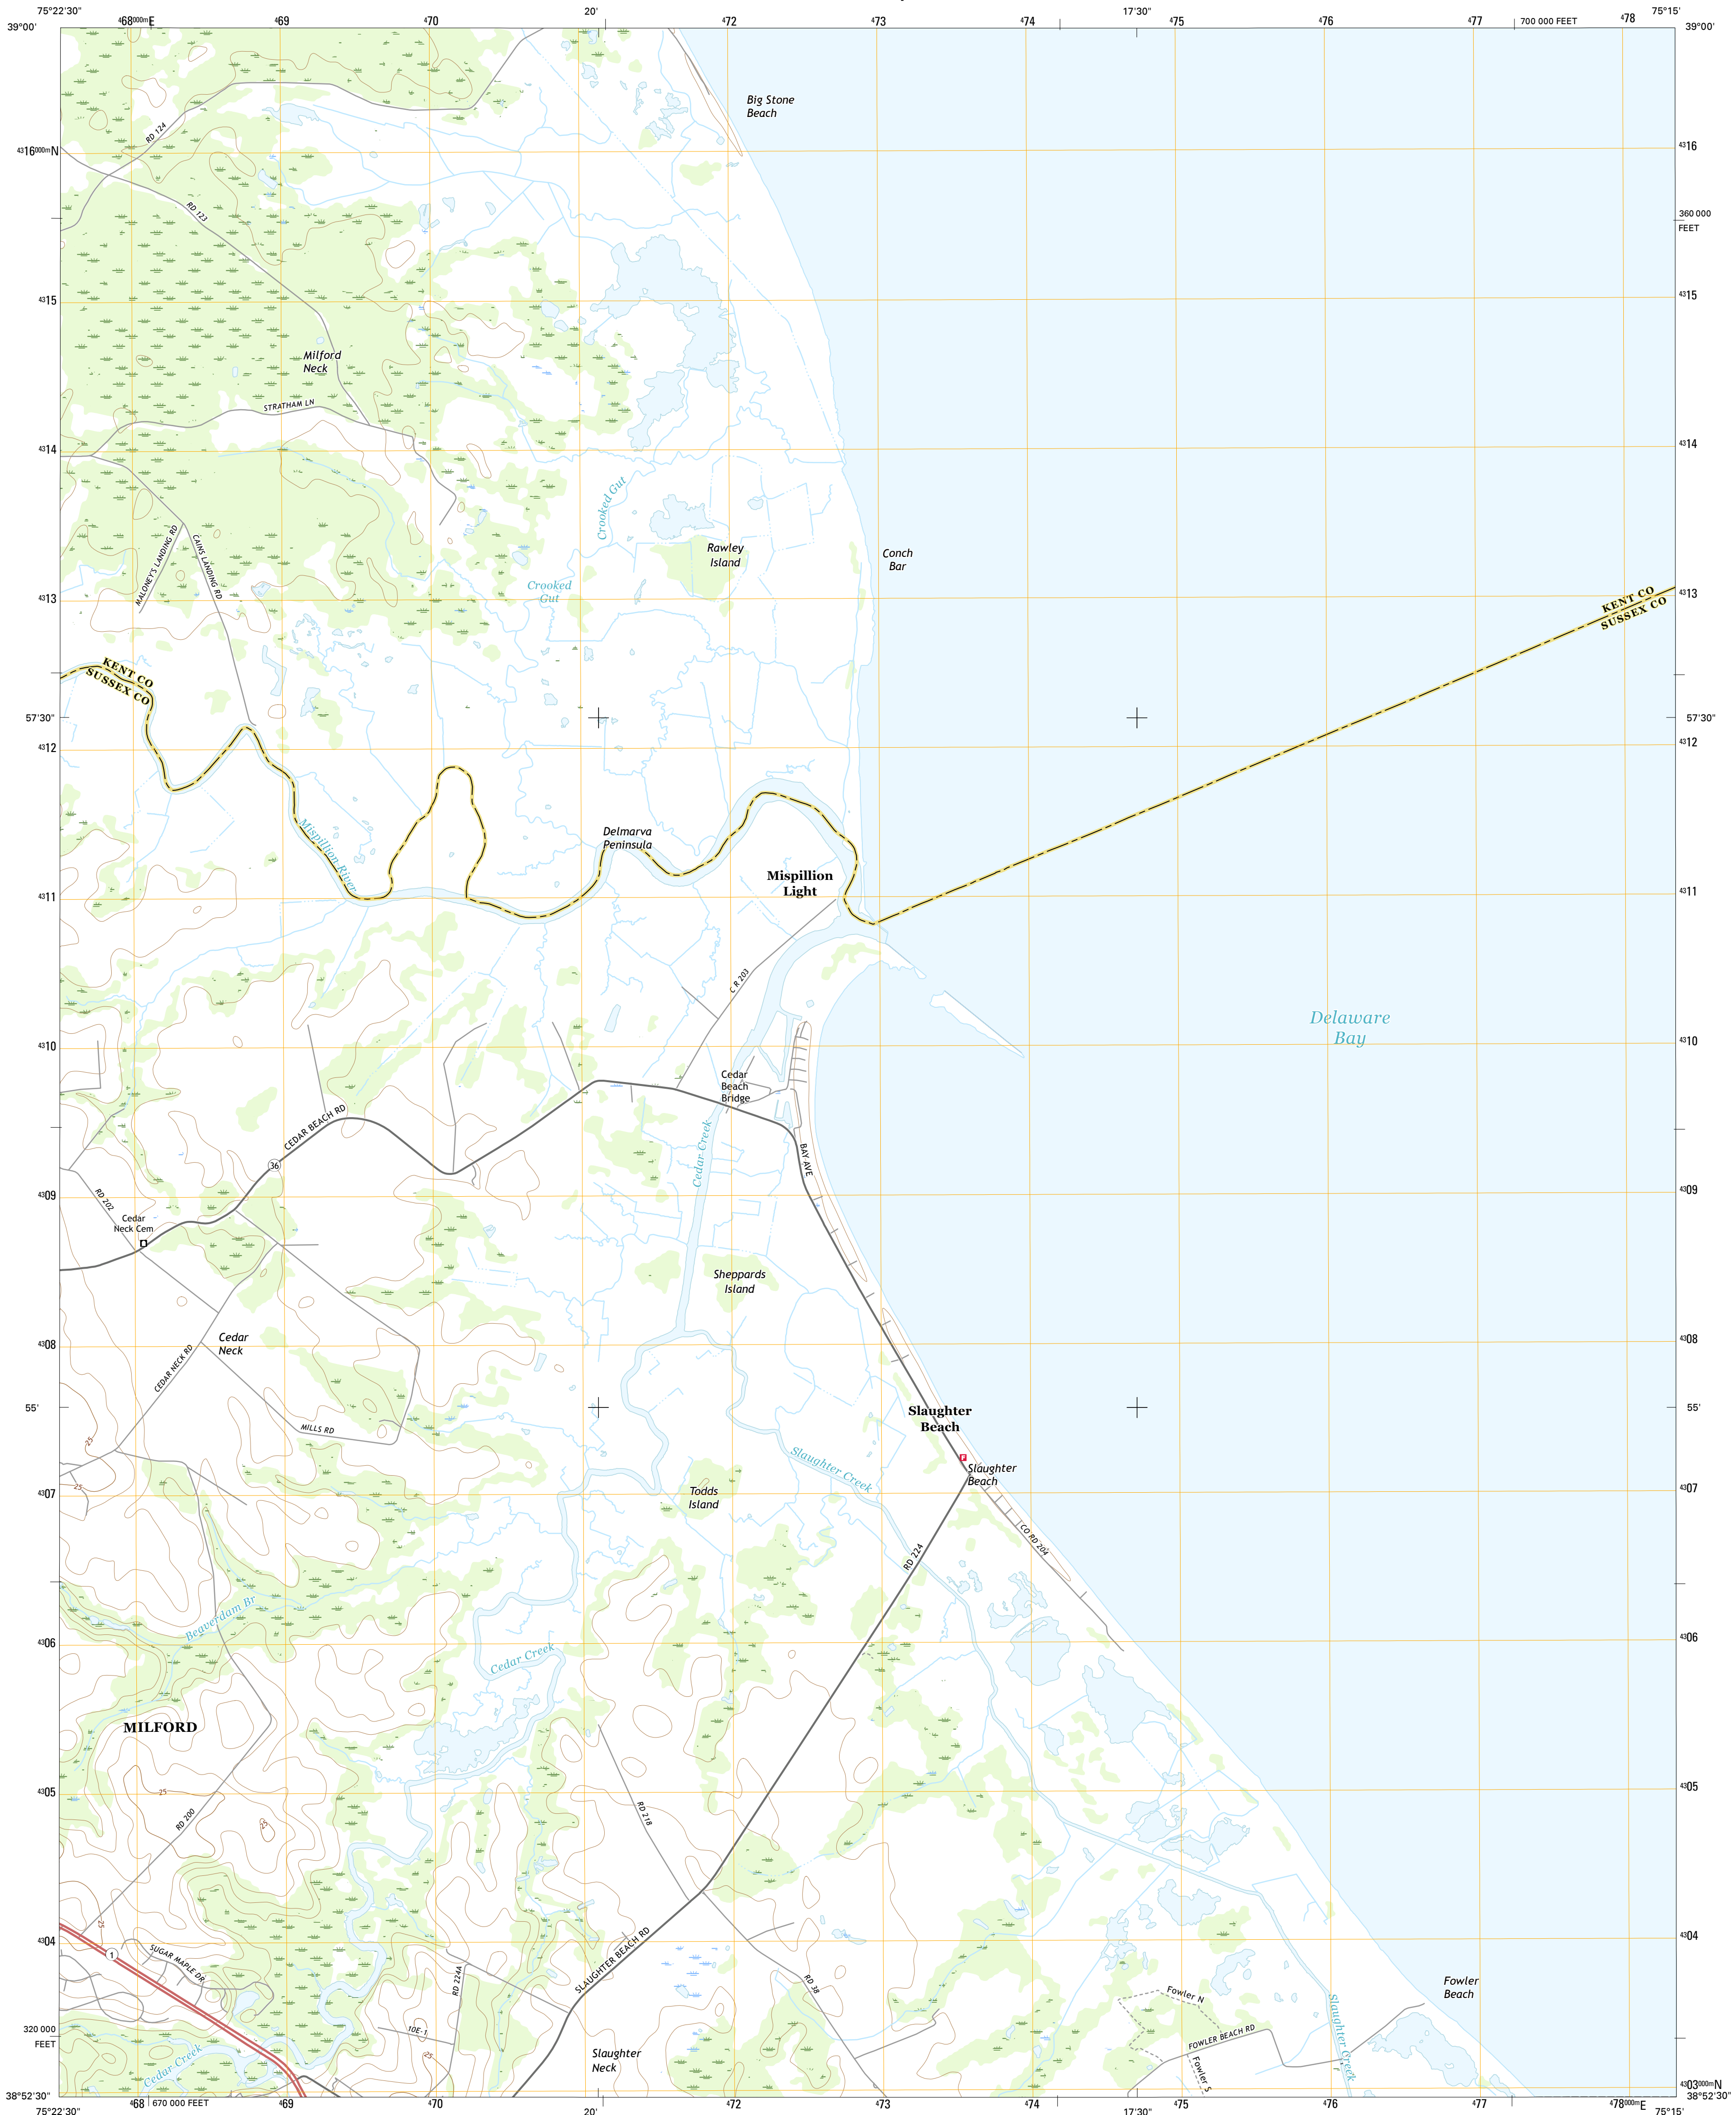 75°22'30"
468000mE
469
470
20'
472
473
474
17'30"
475
476
477
700 000 FEET
478
75°15'
39°00'
39°00'
Big Stone
Beach
RD 124
4316000mN
4316
RD 123
360 000
FEET
4315
4315
Milford
Neck
STRATHAM LN
4314
4314
Crooked Gut
MALONEY'S LANDING RD
CAINS LANDING RD
Rawley
Island
Conch
Bar
Crooked
Gut
4313
4313
KENT CO
SUSSEX CO
KENT CO
SUSSEX CO
57'30"
57'30"
4312
4312
Mispillion River
Delmarva
Peninsula
Mispillion
Light
4311
4311
C R 203
Delaware
Bay
4310
4310
Cedar
Beach
Bridge
CEDAR BEACH RD
36
Cedar Creek
BAY AVE
RD 202
4309
4309
Cedar
Neck Cem
Sheppards
Island
Cedar
Neck
4308
4308
CEDAR NECK RD
MILLS RD
55'
55'
Slaughter
Beach
F
Slaughter
Beach
25
25
Slaughter Creek
Todds
Island
4307
4307
CO RD 204
RD 224
Beaverdam Br
4306
4306
Cedar Creek
MILFORD
25
4305
4305
RD 200
25
RD 218
25
4304
4304
1
SUGAR MAPLE DR
SLAUGHTER BEACH RD
RD 224A
RD 38
Fowler N
Fowler
Beach
Slaughter Creek
320 000
FEET
10E-1
25
FOWLER BEACH RD
Fowler S
Cedar Creek
Slaughter
Neck
38°52'30"
4303000mN
38°52'30"
75°22'30"
468
670 000 FEET
469
470
20'
472
473
474
17'30"
475
476
477
478000mE
75°15'